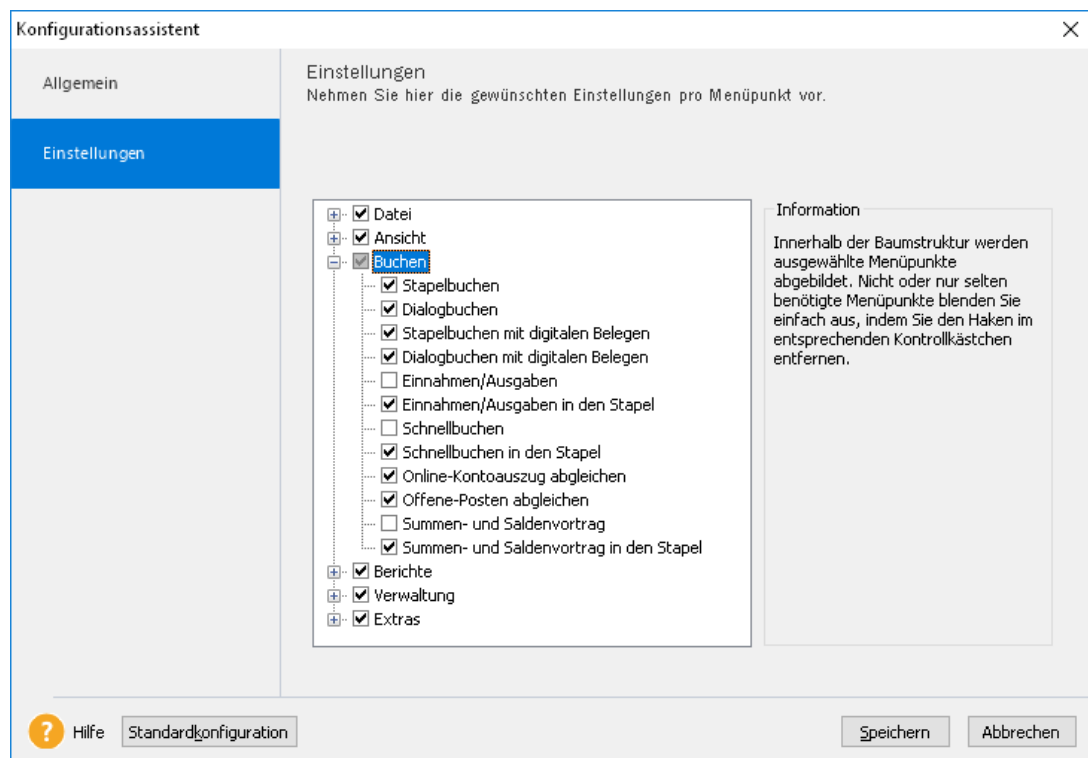 Konfigurationsassistent
Allgemein
Einstellungen
Einstellungen
Nehmen Sie hier die gewünschten Einstellungen pro Menüpunkt vor.
Datei
Ansicht
Buchen
Stapelbuchen
Dialogbuchen
Stapelbuchen mit digitalen Belegen
Dialogbuchen mit digitalen Belegen
Einnahmen/Ausgaben
Einnahmen/Ausgaben in den Stapel
Schnellbuchen
Schnellbuchen in den Stapel
Online-Kontoauszug abgleichen
Offene-Posten abgleichen
Summen- und Saldenvortrag
Summen- und Saldenvortrag in den Stapel
Berichte
Verwaltung
Extras
Information
Innerhalb der Baumstruktur werden
ausgewählte Menüpunkte
abgebildet. Nicht oder nur selten
benötigte Menüpunkte blenden Sie
einfach aus, indem Sie den Haken im
entsprechenden Kontrollkästchen
entfernen.
? Hilfe
Standardkonfiguration
Speichern
Abbrechen